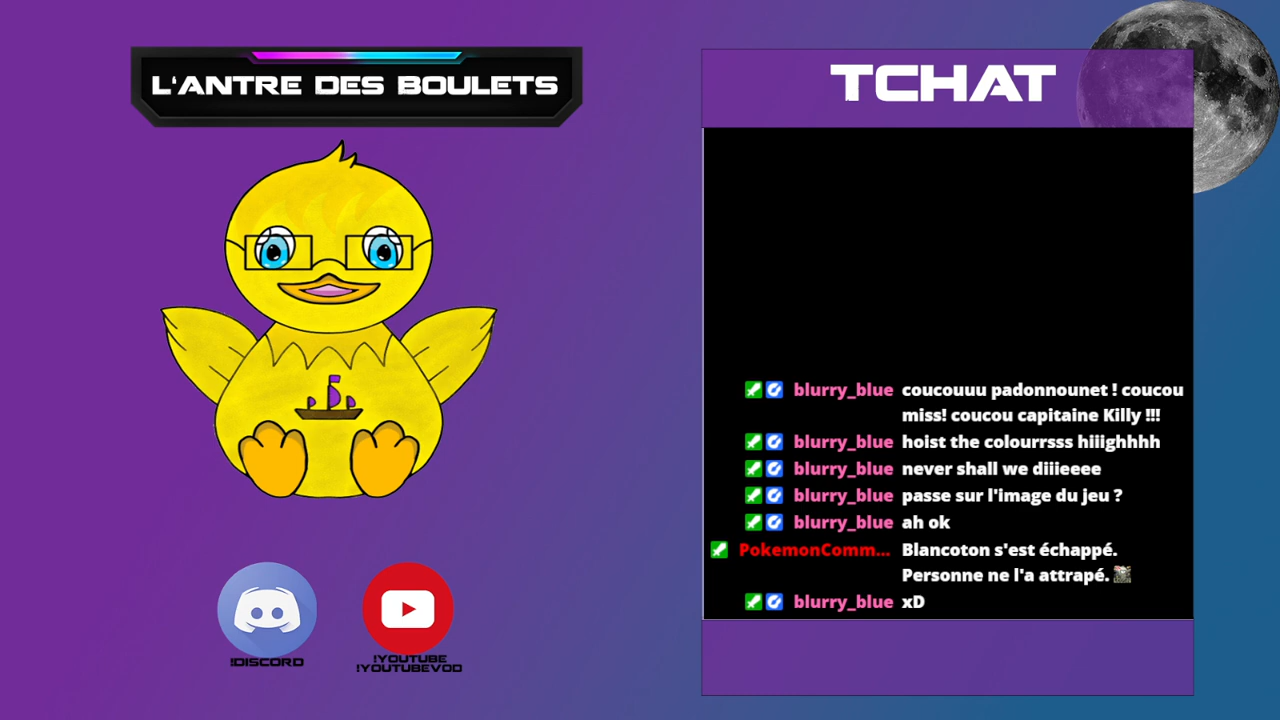 L'ANTRE DES BOULETS
TCHAT
blurry_blue coucouuu padonnounet ! coucou
miss! coucou capitaine Killy !!!
blurry_blue hoist the colourrsss hiiighhhh
blurry_blue never shall we diiieeee
blurry_blue passe sur l'image du jeu ?
blurry_blue ah ok
PokemonComm... Blancoton s'est échappé.
Personne ne l'a attrapé.
blurry_blue xD
!DISCORD
!YOUTUBE
!YOUTUBEVOD